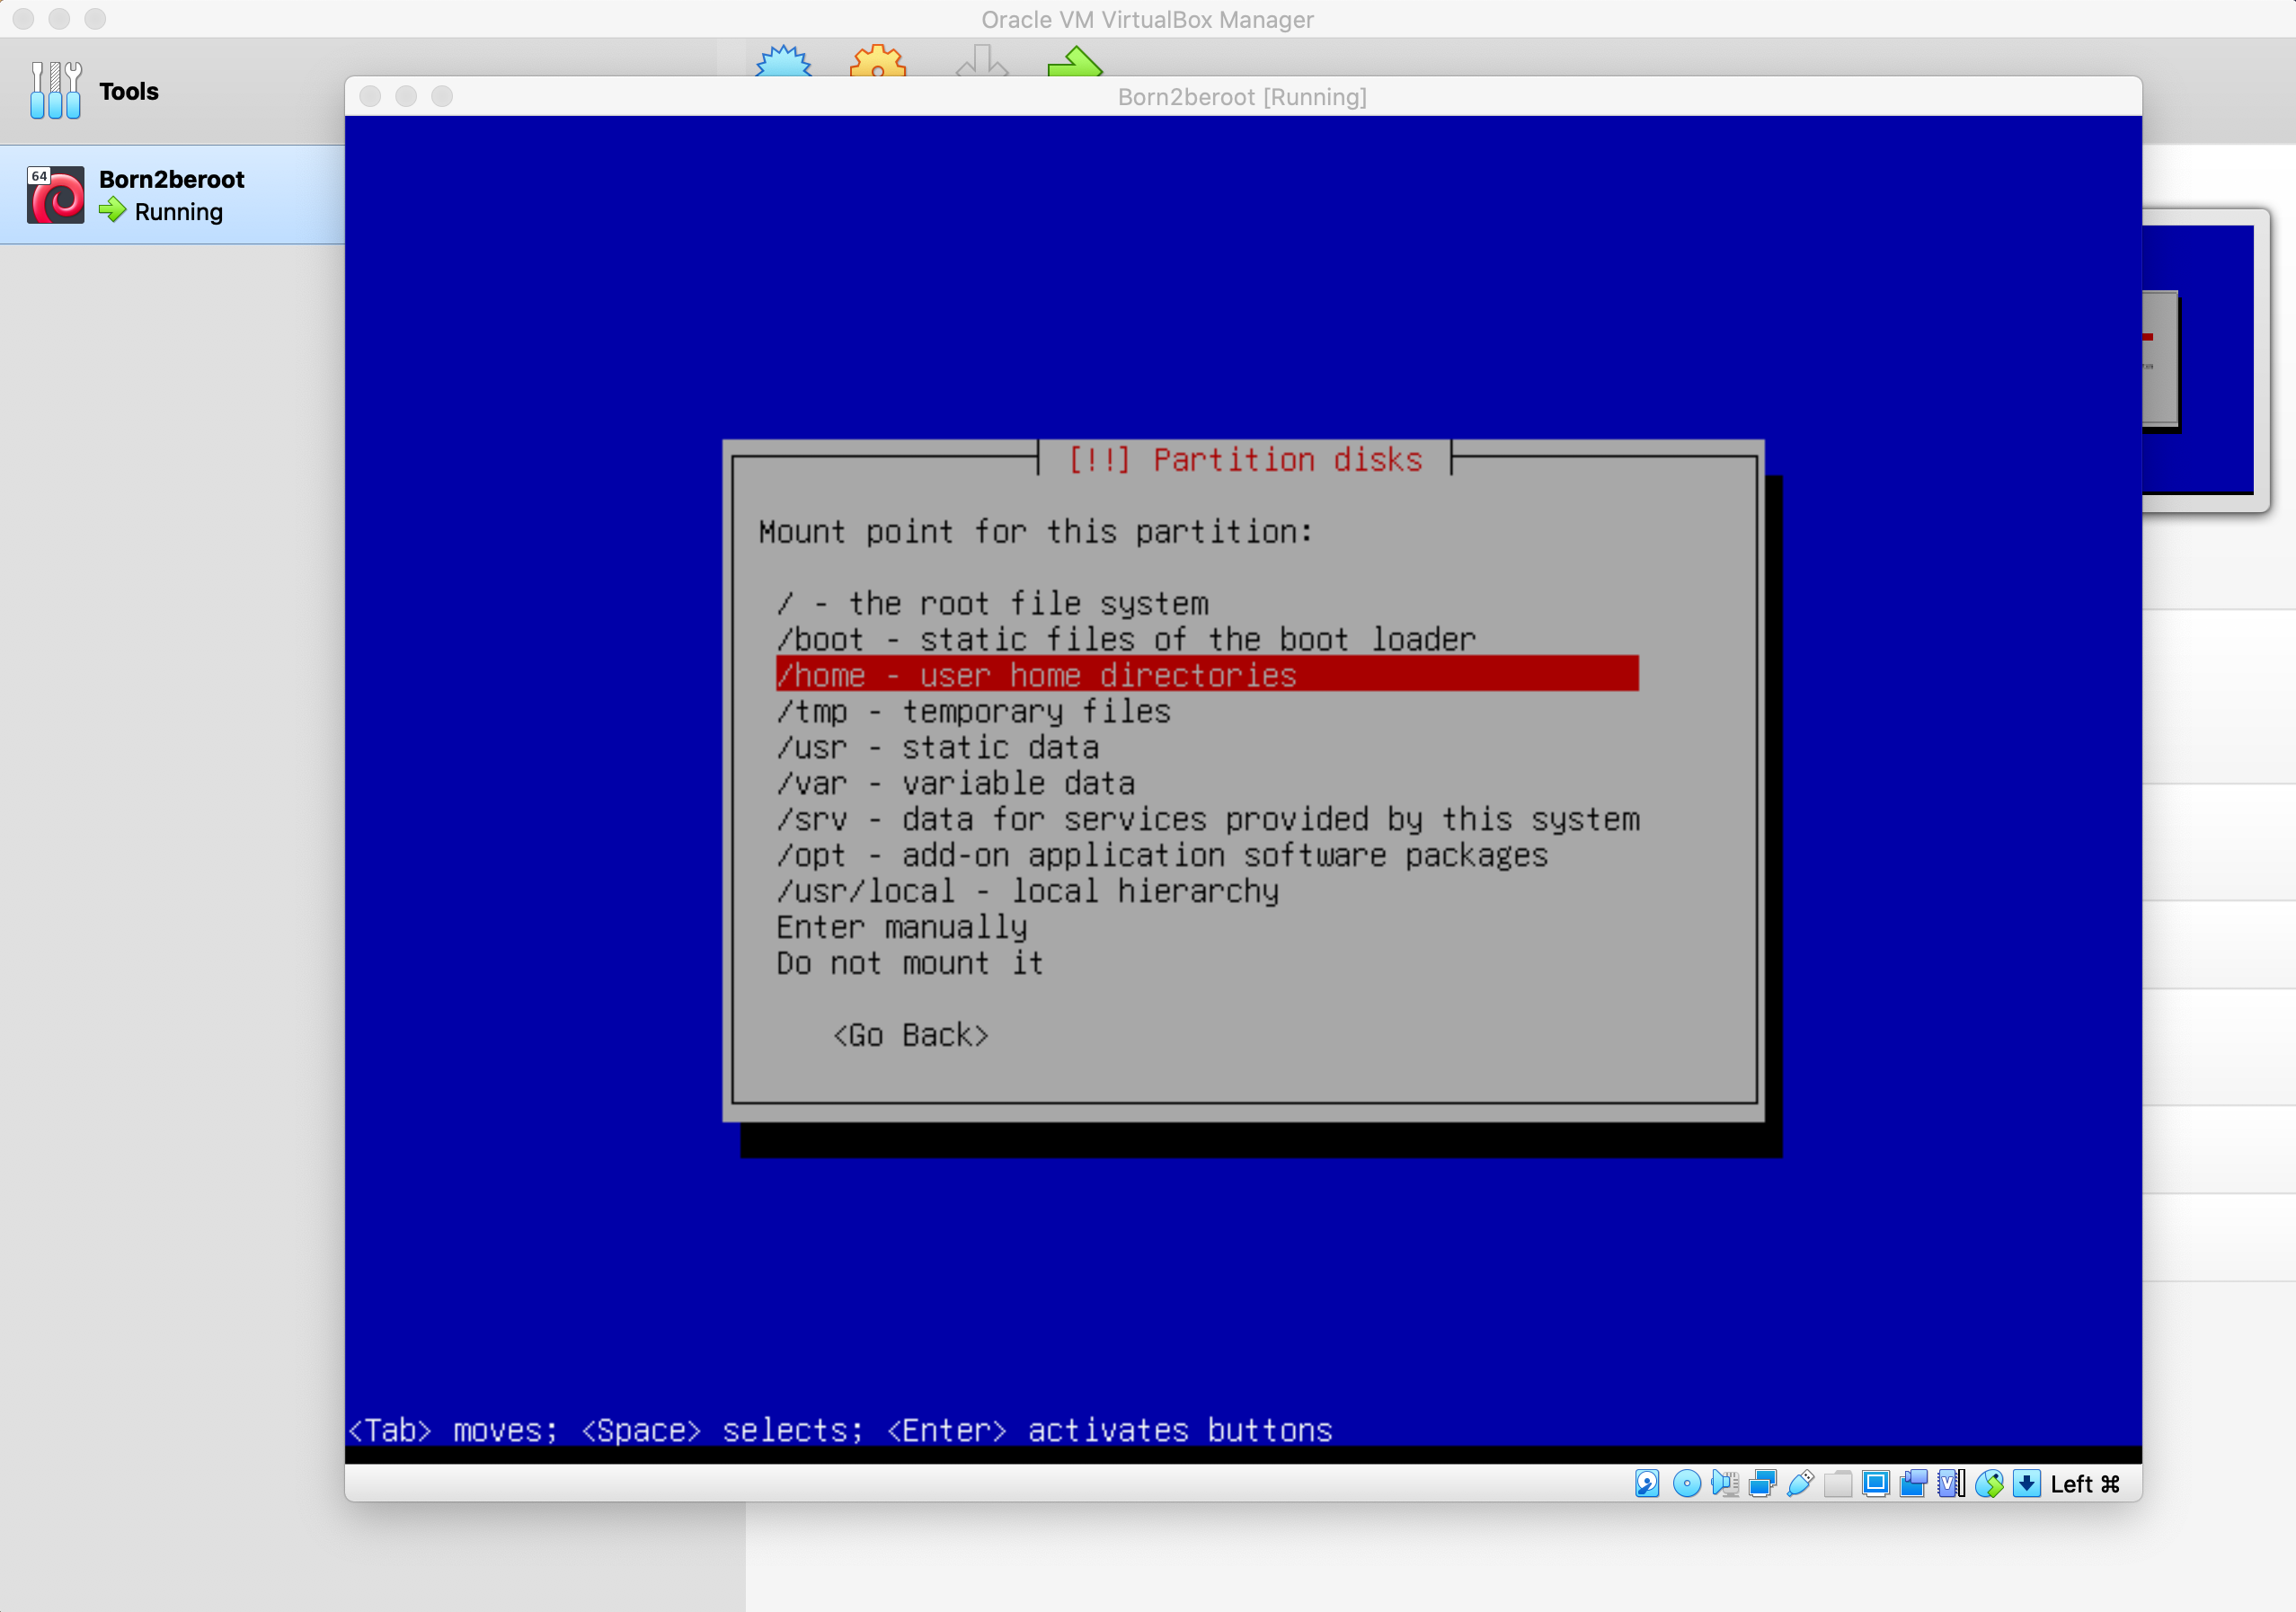 Oracle VM VirtualBox Manager
Tools
Born2beroot [Running]
64
Born2beroot
Running
[!!] Partition disks
Mount point for this partition:
/ - the root file system
/boot - static files of the boot loader
/home - user home directories
/tmp - temporary files
/usr - static data
/var - variable data
/srv - data for services provided by this system
/opt - add-on application software packages
/usr/local - local hierarchy
Enter manually
Do not mount it
<Go Back>
<Tab> moves; <Space> selects; <Enter> activates buttons
Left ⌘